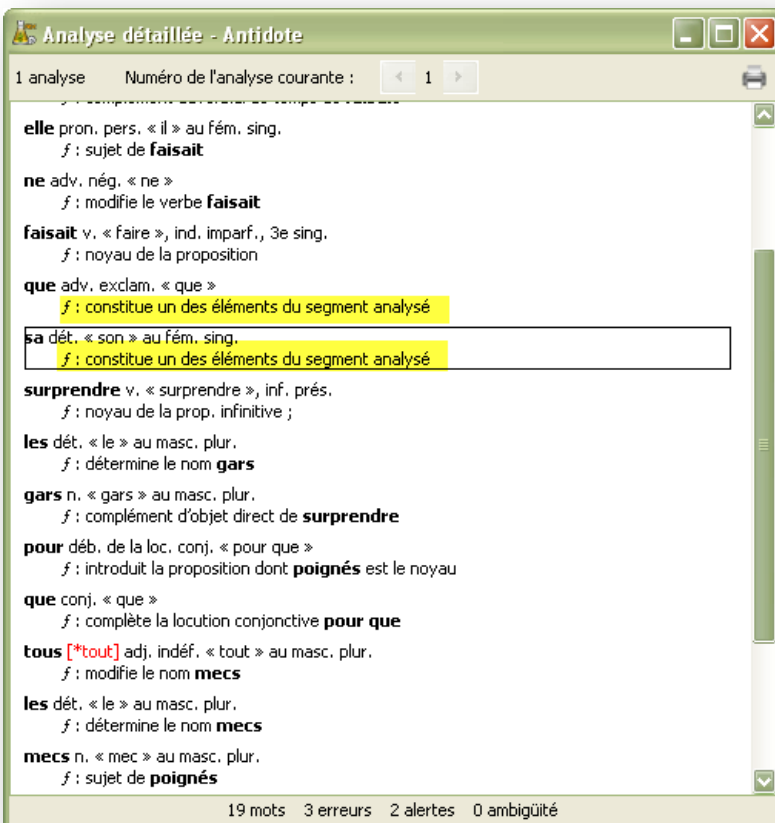 Analyse détaillée - Antidote
1 analyse Numéro de l'analyse courante : 1
elle pron. pers. « il » au fém. sing.
ƒ : sujet de faisait
ne adv. nég. « ne »
ƒ : modifie le verbe faisait
faisait v. « faire », ind. imparf., 3e sing.
ƒ : noyau de la proposition
que adv. exclam. « que »
ƒ : constitue un des éléments du segment analysé
sa dét. « son » au fém. sing.
ƒ : constitue un des éléments du segment analysé
surprendre v. « surprendre », inf. prés.
ƒ : noyau de la prop. infinitive ;
les dét. « le » au masc. plur.
ƒ : détermine le nom gars
gars n. « gars » au masc. plur.
ƒ : complément d'objet direct de surprendre
pour déb. de la loc. conj. « pour que »
ƒ : introduit la proposition dont poignés est le noyau
que conj. « que »
ƒ : complète la locution conjonctive pour que
tous [*tout] adj. indéf. « tout » au masc. plur.
ƒ : modifie le nom mecs
les dét. « le » au masc. plur.
ƒ : détermine le nom mecs
mecs n. « mec » au masc. plur.
ƒ : sujet de poignés
19 mots 3 erreurs 2 alertes 0 ambigüité